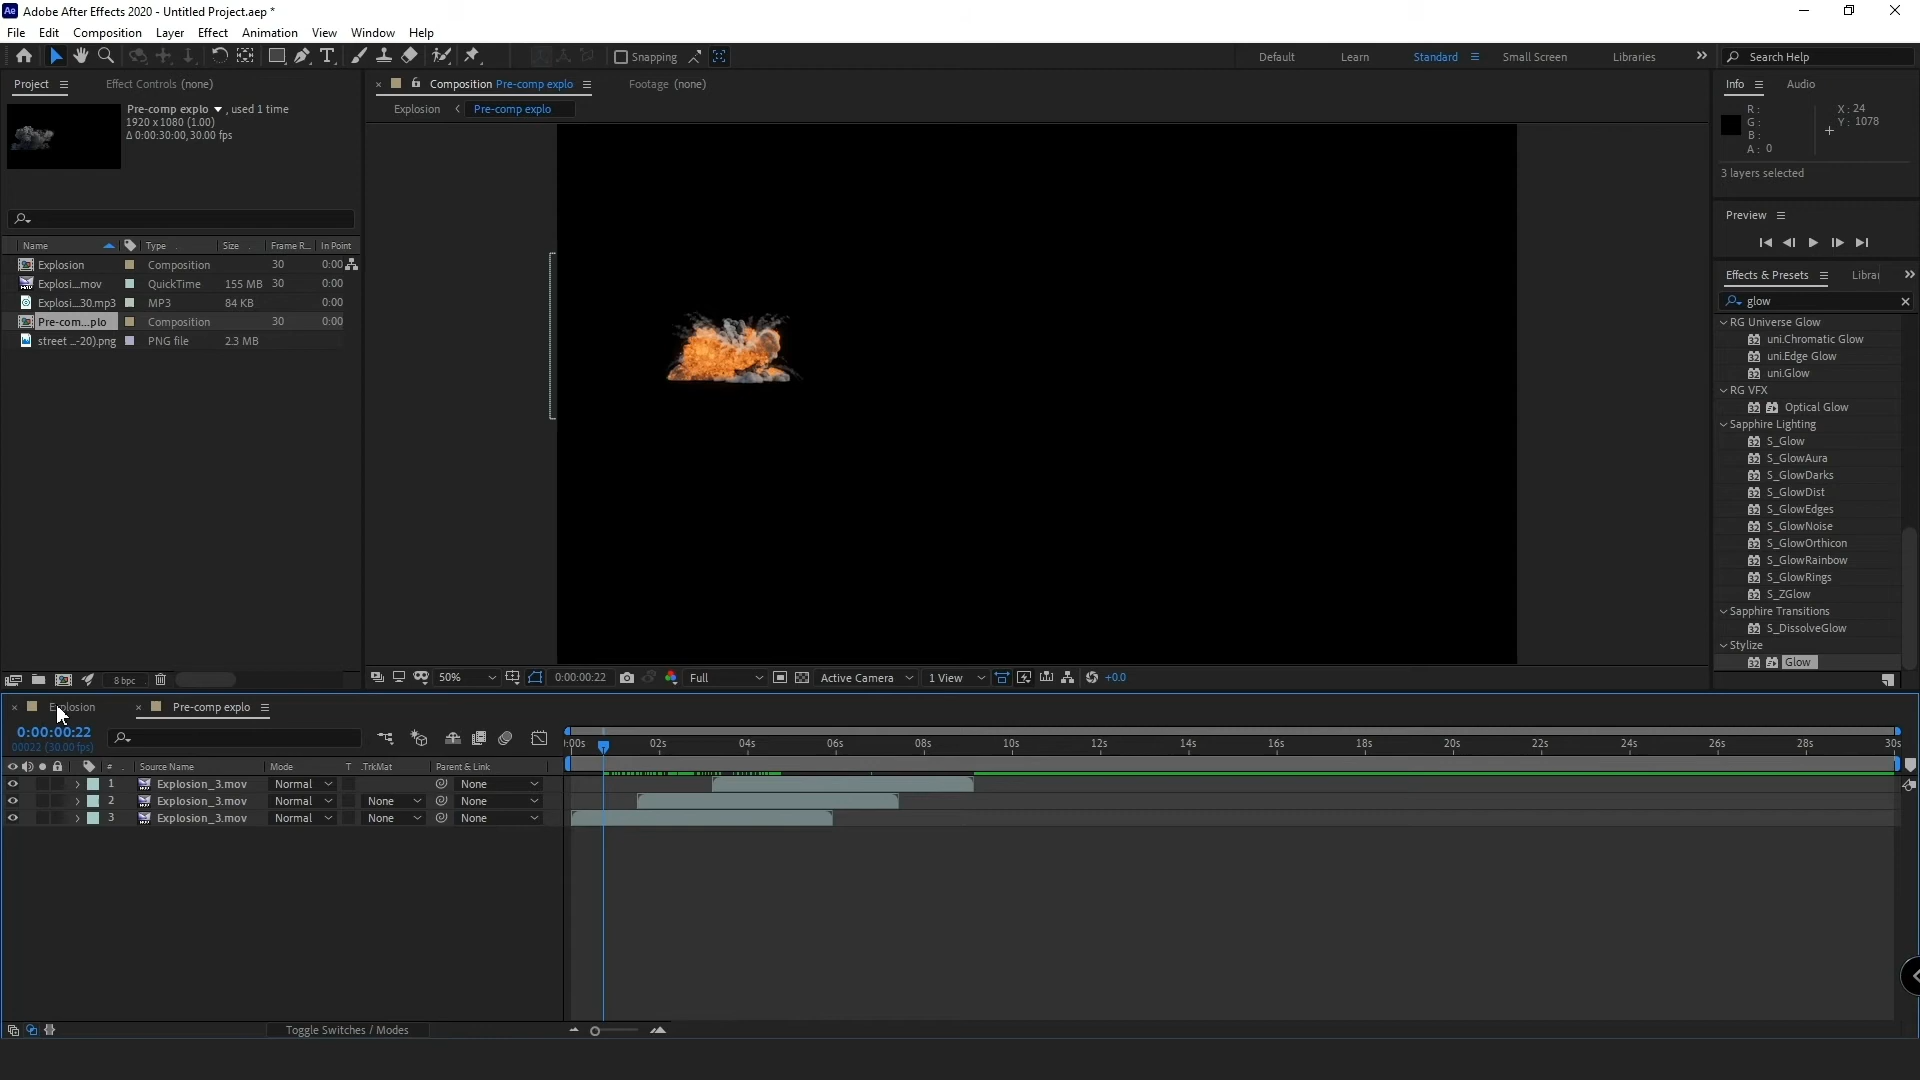 Ae Adobe After Effects 2020 - Untitled Project.aep *
File Edit Composition Layer Effect Animation View Window Help
Snapping Default Learn Standard Small Screen Libraries Search Help
Project Effect Controls (none)
Pre-comp explo , used 1 time
1920 x 1080 (1.00)
Δ 0:00:30:00, 30.00 fps
Name Type Size Frame R... In Point
Explosion Composition 30 0:00
Explosi...mov QuickTime 155 MB 30 0:00
Explosi...30.mp3 MP3 84 KB 0:00
Pre-com...plo Composition 30 0:00
street ...-20).png PNG file 2.3 MB
8 bpc
Composition Pre-comp explo Footage (none)
Explosion Pre-comp explo
50% 0:00:00:22 Full Active Camera 1 View +0.0
Info Audio
R: X: 24
G: Y: 1078
B:
A: 0
3 layers selected
Preview
Effects & Presets Librar
glow
RG Universe Glow
uni.Chromatic Glow
uni.Edge Glow
uni.Glow
RG VFX
Optical Glow
Sapphire Lighting
S_Glow
S_GlowAura
S_GlowDarks
S_GlowDist
S_GlowEdges
S_GlowNoise
S_GlowOrthicon
S_GlowRainbow
S_GlowRings
S_ZGlow
Sapphire Transitions
S_DissolveGlow
Stylize
Glow
Explosion Pre-comp explo
0:00:00:22
00022 (30.00 fps)
:00s 02s 04s 06s 08s 10s 12s 14s 16s 18s 20s 22s 24s 26s 28s 30s
# Source Name Mode T .TrkMat Parent & Link
1 Explosion_3.mov Normal None
2 Explosion_3.mov Normal None None
3 Explosion_3.mov Normal None None
Toggle Switches / Modes